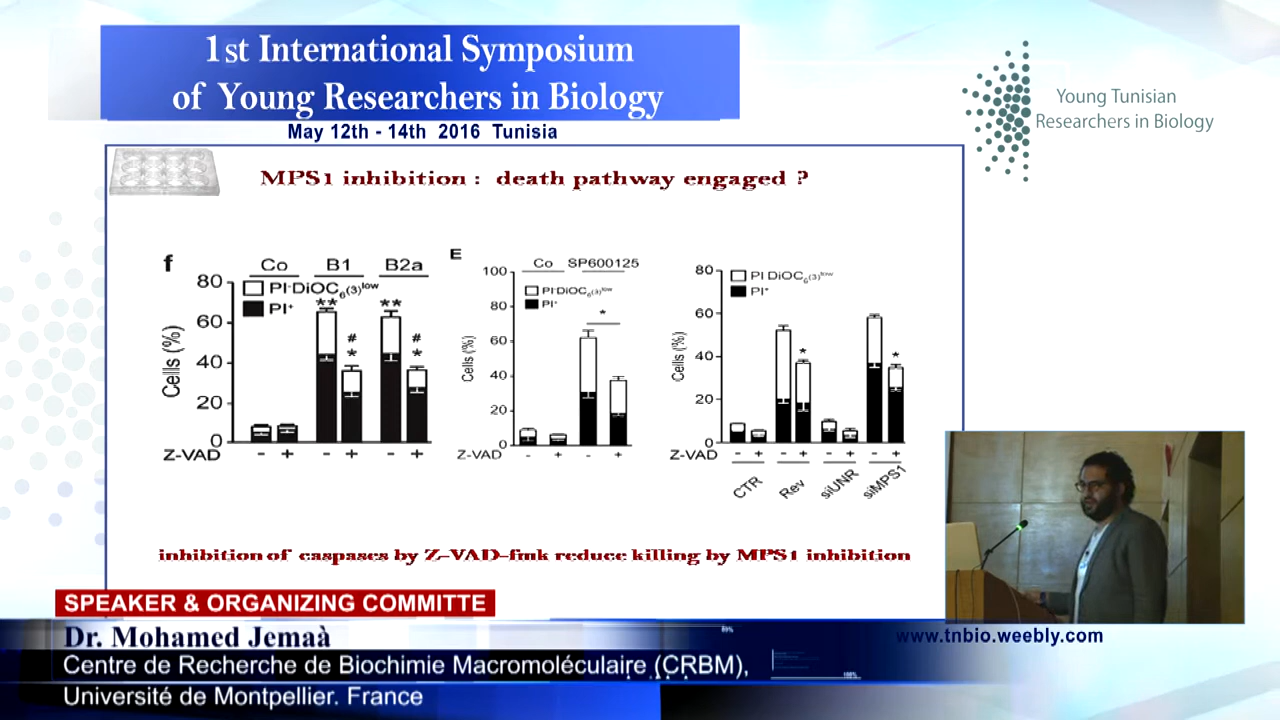 1st International Symposium
of Young Researchers in Biology
May 12th - 14th 2016 Tunisia
Young Tunisian
Researchers in Biology
MPS1 inhibition : death pathway engaged ?
f
Co B1 B2a
PI-DiOC6(3)low
PI+
** **
# #
* *
Cells (%)
80
60
40
20
0
Z-VAD - + - + - +
E
Co SP600125
PI-DiOC6(3)low
PI+
*
Cells (%)
100
80
60
40
20
0
Z-VAD - + - +
PI DiOC6(3)low
PI+
* *
Cells (%)
80
60
40
20
0
Z-VAD - + - + - + - +
CTR Rev siUNR siMPS1
inhibition of caspases by Z-VAD-fmk reduce killing by MPS1 inhibition
SPEAKER & ORGANIZING COMMITTE
Dr. Mohamed Jemaà
Centre de Recherche de Biochimie Macromoléculaire (CRBM),
Université de Montpellier. France
www.tnbio.weebly.com